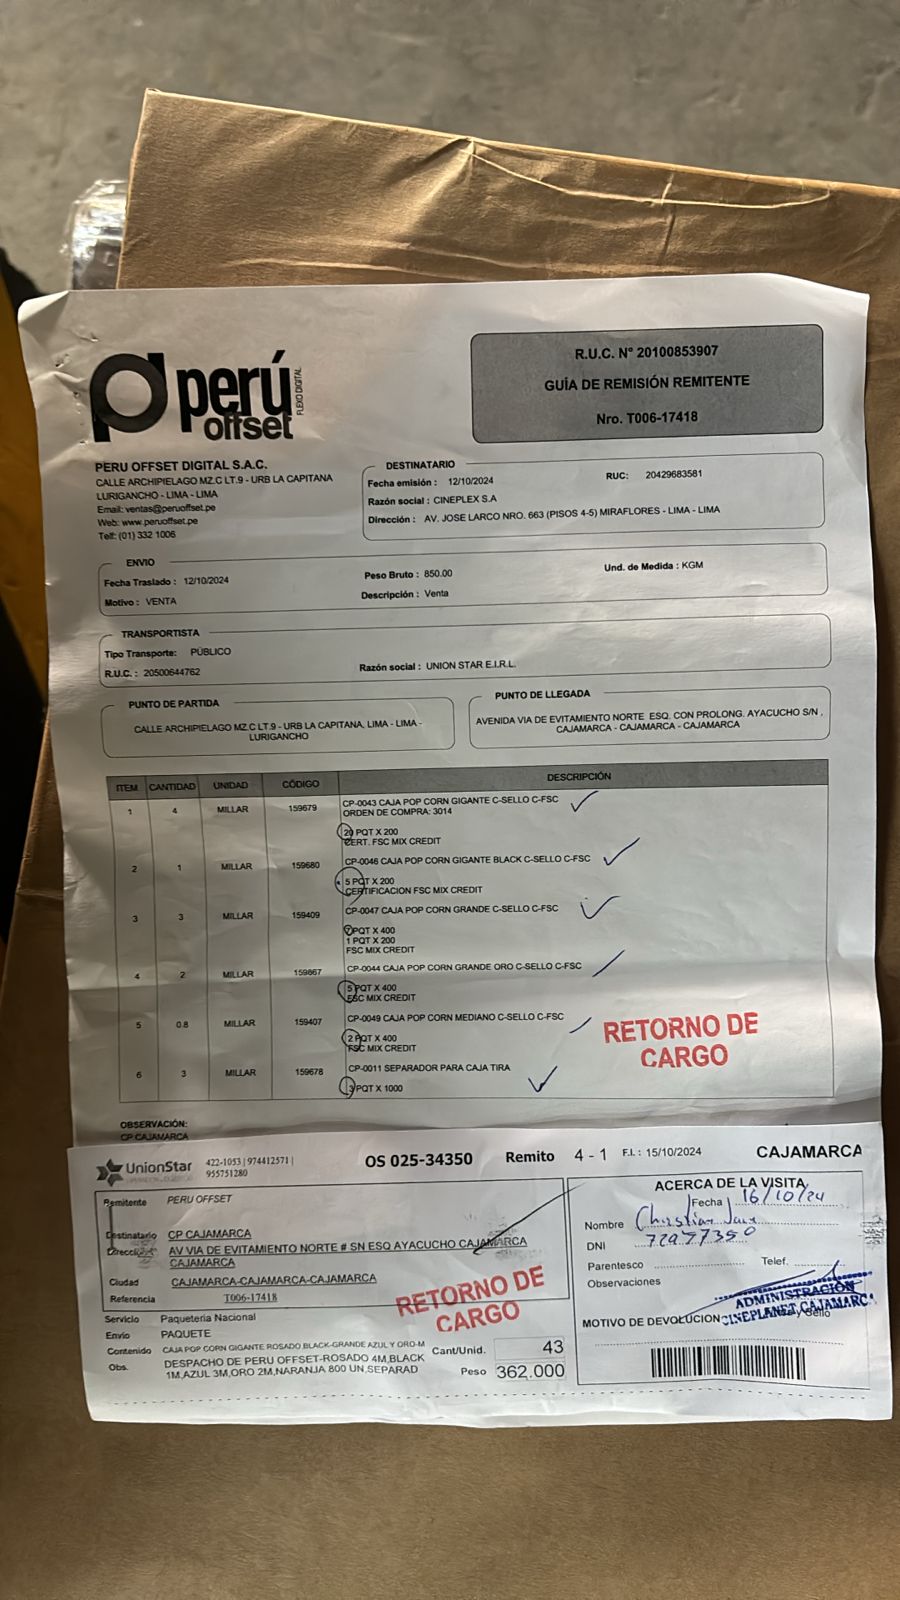 perú
offset
FLEXO DIGITAL
R.U.C. N° 20100853907
GUÍA DE REMISIÓN REMITENTE
Nro. T006-17418
PERU OFFSET DIGITAL S.A.C.
CALLE ARCHIPIELAGO MZ.C LT.9 - URB LA CAPITANA
LURIGANCHO - LIMA - LIMA
Email: ventas@peruoffset.pe
Web: www.peruoffset.pe
Telf: (01) 332 1006
DESTINATARIO
Fecha emisión : 12/10/2024 RUC: 20429683581
Razón social : CINEPLEX S.A
Dirección : AV. JOSE LARCO NRO. 663 (PISOS 4-5) MIRAFLORES - LIMA - LIMA
ENVIO
Fecha Traslado : 12/10/2024 Peso Bruto : 850.00 Und. de Medida : KGM
Motivo : VENTA Descripción : Venta
TRANSPORTISTA
Tipo Transporte: PÚBLICO
R.U.C. : 20500644762 Razón social : UNION STAR E.I.R.L.
PUNTO DE PARTIDA
CALLE ARCHIPIELAGO MZ.C LT.9 - URB LA CAPITANA, LIMA - LIMA -
LURIGANCHO
PUNTO DE LLEGADA
AVENIDA VIA DE EVITAMIENTO NORTE ESQ. CON PROLONG. AYACUCHO S/N ,
CAJAMARCA - CAJAMARCA - CAJAMARCA
ITEM CANTIDAD UNIDAD CÓDIGO DESCRIPCIÓN
1 4 MILLAR 159679 CP-0043 CAJA POP CORN GIGANTE C-SELLO C-FSC
ORDEN DE COMPRA: 3014
20 PQT X 200
CERT. FSC MIX CREDIT
2 1 MILLAR 159680 CP-0046 CAJA POP CORN GIGANTE BLACK C-SELLO C-FSC
5 PQT X 200
CERTIFICACION FSC MIX CREDIT
3 3 MILLAR 159409 CP-0047 CAJA POP CORN GRANDE C-SELLO C-FSC
7 PQT X 400
1 PQT X 200
FSC MIX CREDIT
4 2 MILLAR 159867 CP-0044 CAJA POP CORN GRANDE ORO C-SELLO C-FSC
5 PQT X 400
FSC MIX CREDIT
5 0.8 MILLAR 159407 CP-0049 CAJA POP CORN MEDIANO C-SELLO C-FSC
2 PQT X 400
FSC MIX CREDIT
6 3 MILLAR 159678 CP-0011 SEPARADOR PARA CAJA TIRA
3 PQT X 1000
RETORNO DE
CARGO
OBSERVACIÓN:
CP CAJAMARCA
UnionStar 422-1053 | 974412571 |
955751280
OS 025-34350 Remito 4 - 1 F.I. : 15/10/2024 CAJAMARCA
Remitente PERU OFFSET
Destinatario CP CAJAMARCA
Dirección AV VIA DE EVITAMIENTO NORTE # SN ESQ AYACUCHO CAJAMARCA
CAJAMARCA
Ciudad CAJAMARCA-CAJAMARCA-CAJAMARCA
Referencia T006-17418
Servicio Paqueteria Nacional
Envio PAQUETE
Contenido CAJA POP CORN GIGANTE ROSADO BLACK-GRANDE AZUL Y ORO-M
Obs. DESPACHO DE PERU OFFSET-ROSADO 4M,BLACK
1M,AZUL 3M,ORO 2M,NARANJA 800 UN,SEPARAD
RETORNO DE
CARGO
Cant/Unid. 43
Peso 362.000
ACERCA DE LA VISITA
Fecha 16/10/24
Nombre Christian
DNI 72977350
Parentesco Telef.
Observaciones
ADMINISTRACIÓN
CINEPLANET CAJAMARCA
MOTIVO DE DEVOLUCION Sello